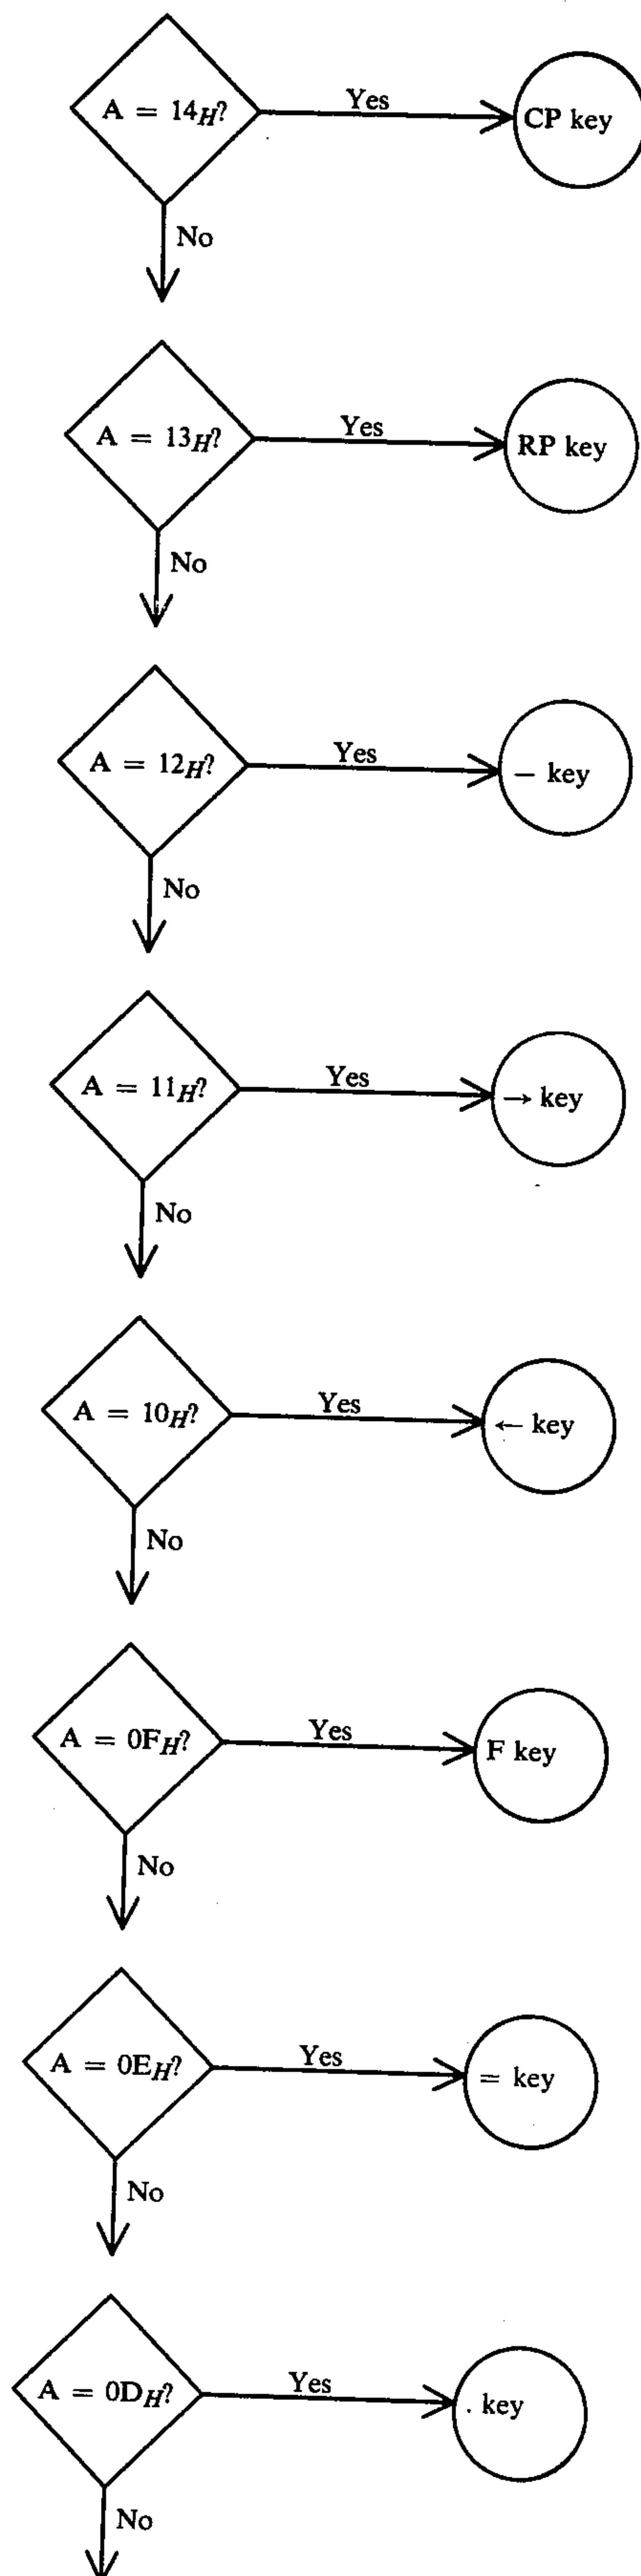 A = 14H?
Yes
CP key
No
A = 13H?
Yes
RP key
No
A = 12H?
Yes
– key
No
A = 11H?
Yes
→ key
No
A = 10H?
Yes
← key
No
A = 0FH?
Yes
F key
No
A = 0EH?
Yes
= key
No
A = 0DH?
Yes
. key
No